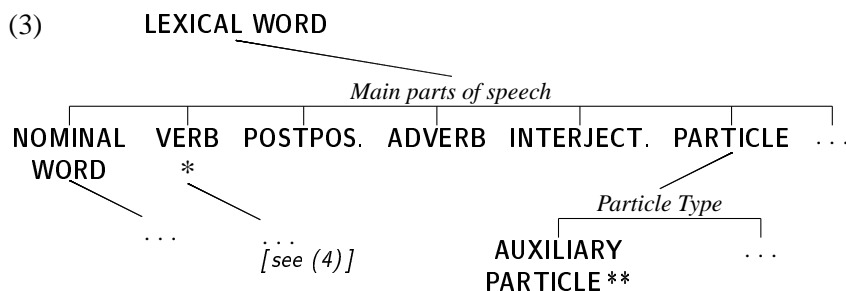 (3) LEXICAL WORD
Main parts of speech
NOMINAL VERB POSTPOS. ADVERB INTERJECT. PARTICLE ...
WORD *
Particle Type
... ... AUXILIARY ...
[see (4)] PARTICLE**